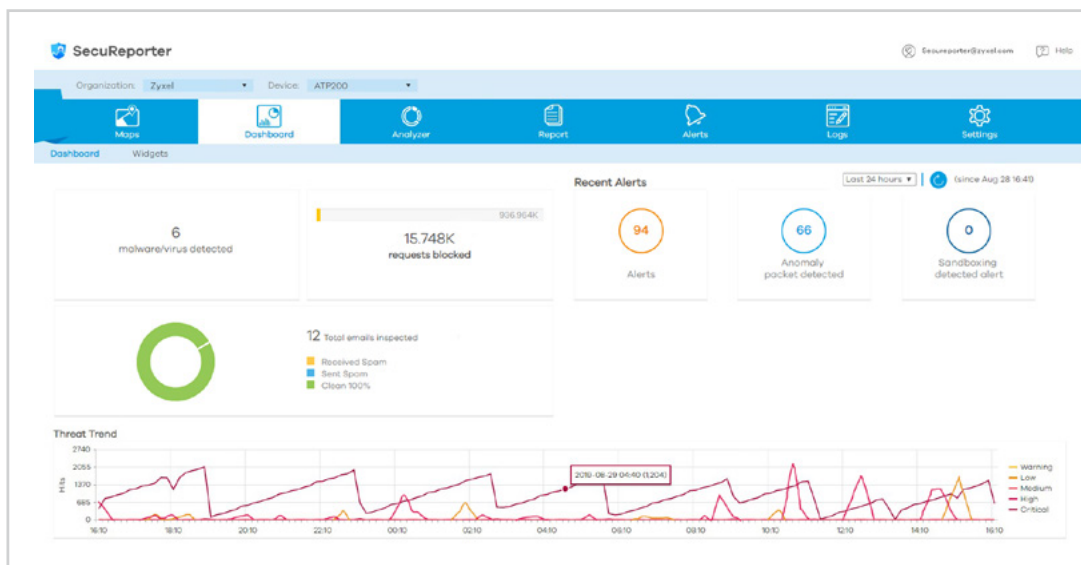 SecuReporter
Secureporter@zyxel.com Help
Organization: Zyxel Device: ATP200
Maps Dashboard Analyzer Report Alerts Logs Settings
Dashboard Widgets
Recent Alerts Last 24 hours (since Aug 28 16:41)
6
malware/virus detected
936.964K
15.748K
requests blocked
94
Alerts
66
Anomaly
packet detected
0
Sandboxing
detected alert
12 Total emails inspected
Received Spam
Sent Spam
Clean 100%
Threat Trend
Hits
2740
2055
1370
685
0
16:10 18:10 20:10 22:10 00:10 02:10 04:10 06:10 08:10 10:10 12:10 14:10 16:10
2018-08-29 04:40 (1,204)
Warning
Low
Medium
High
Critical